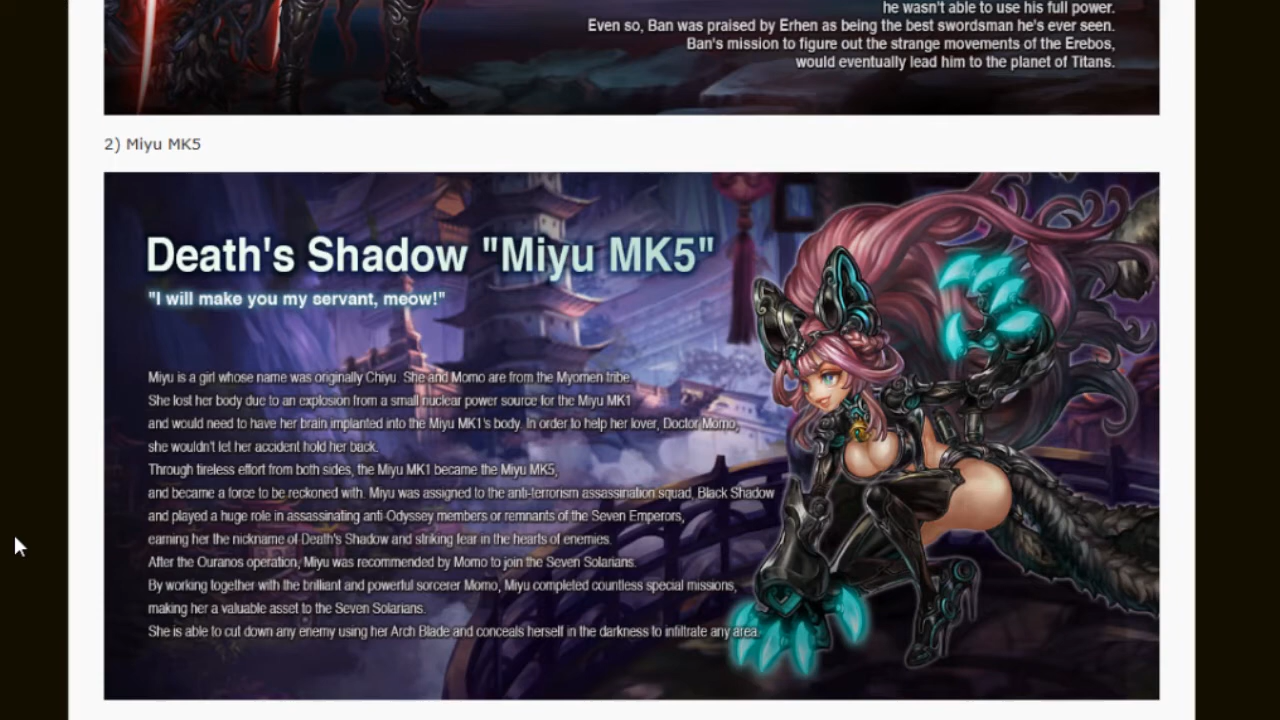 he wasn't able to use his full power.
Even so, Ban was praised by Erhen as being the best swordsman he's ever seen.
Ban's mission to figure out the strange movements of the Erebos,
would eventually lead him to the planet of Titans.
2) Miyu MK5
Death's Shadow "Miyu MK5"
"I will make you my servant, meow!"
Miyu is a girl whose name was originally Chiyu. She and Momo are from the Myomen tribe.
She lost her body due to an explosion from a small nuclear power source for the Miyu MK1
and would need to have her brain implanted into the Miyu MK1's body. In order to help her lover, Doctor Momo,
she wouldn't let her accident hold her back.
Through tireless effort from both sides, the Miyu MK1 became the Miyu MK5,
and became a force to be reckoned with. Miyu was assigned to the anti-terrorism assassination squad, Black Shadow
and played a huge role in assassinating anti-Odyssey members or remnants of the Seven Emperors,
earning her the nickname of Death's Shadow and striking fear in the hearts of enemies.
After the Ouranos operation, Miyu was recommended by Momo to join the Seven Solarians.
By working together with the brilliant and powerful sorcerer Momo, Miyu completed countless special missions,
making her a valuable asset to the Seven Solarians.
She is able to cut down any enemy using her Arch Blade and conceals herself in the darkness to infiltrate any area.